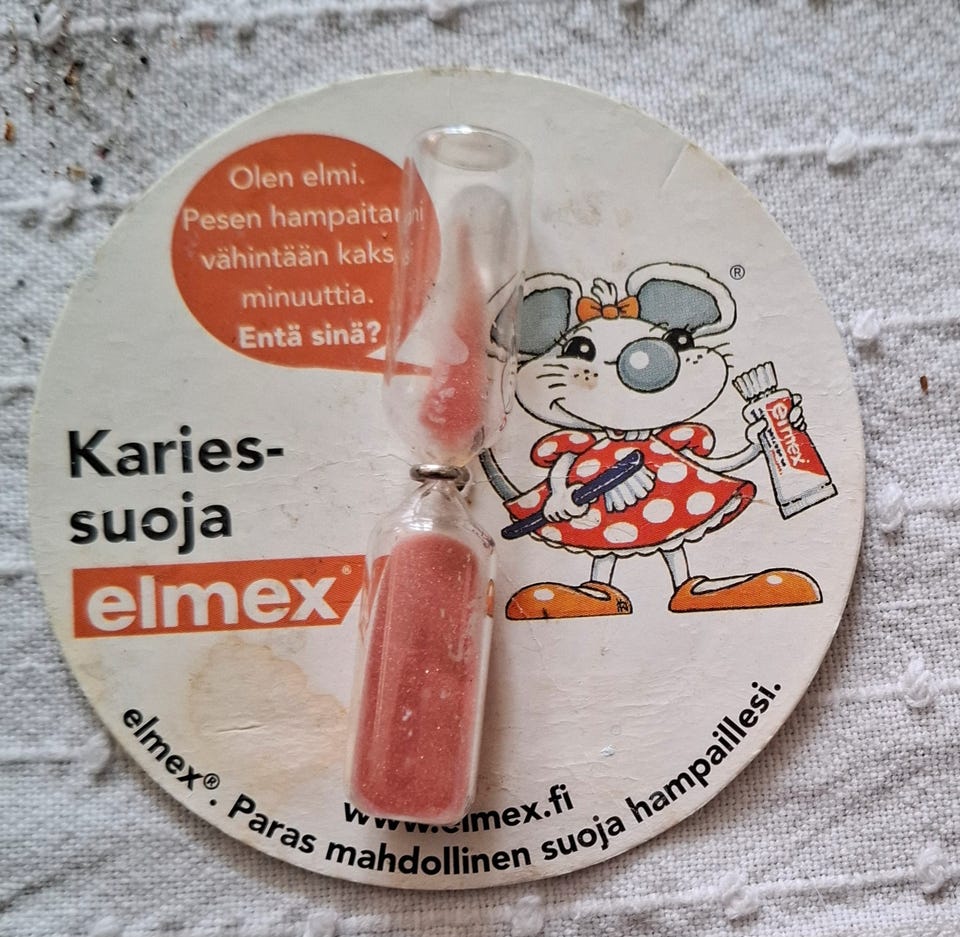 Olen elmi.
Pesen hampaitani
vähintään kaksi
minuuttia.
Entä sinä?
®
Karies-
suoja
elmex®
elmex
www.elmex.fi
elmex®. Paras mahdollinen suoja hampaillesi.